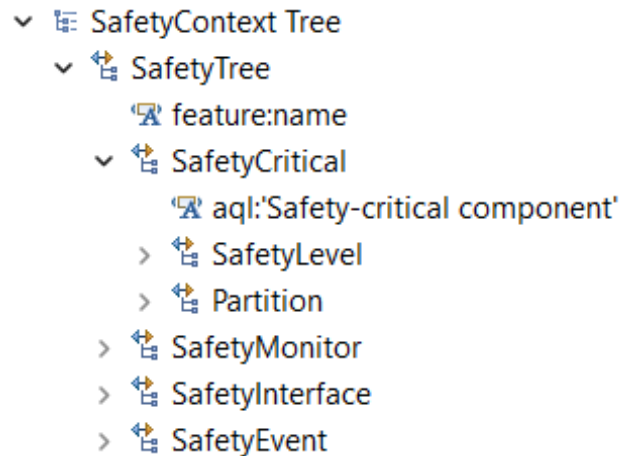 SafetyContext Tree
SafetyTree
feature:name
SafetyCritical
aql:'Safety-critical component'
SafetyLevel
Partition
SafetyMonitor
SafetyInterface
SafetyEvent